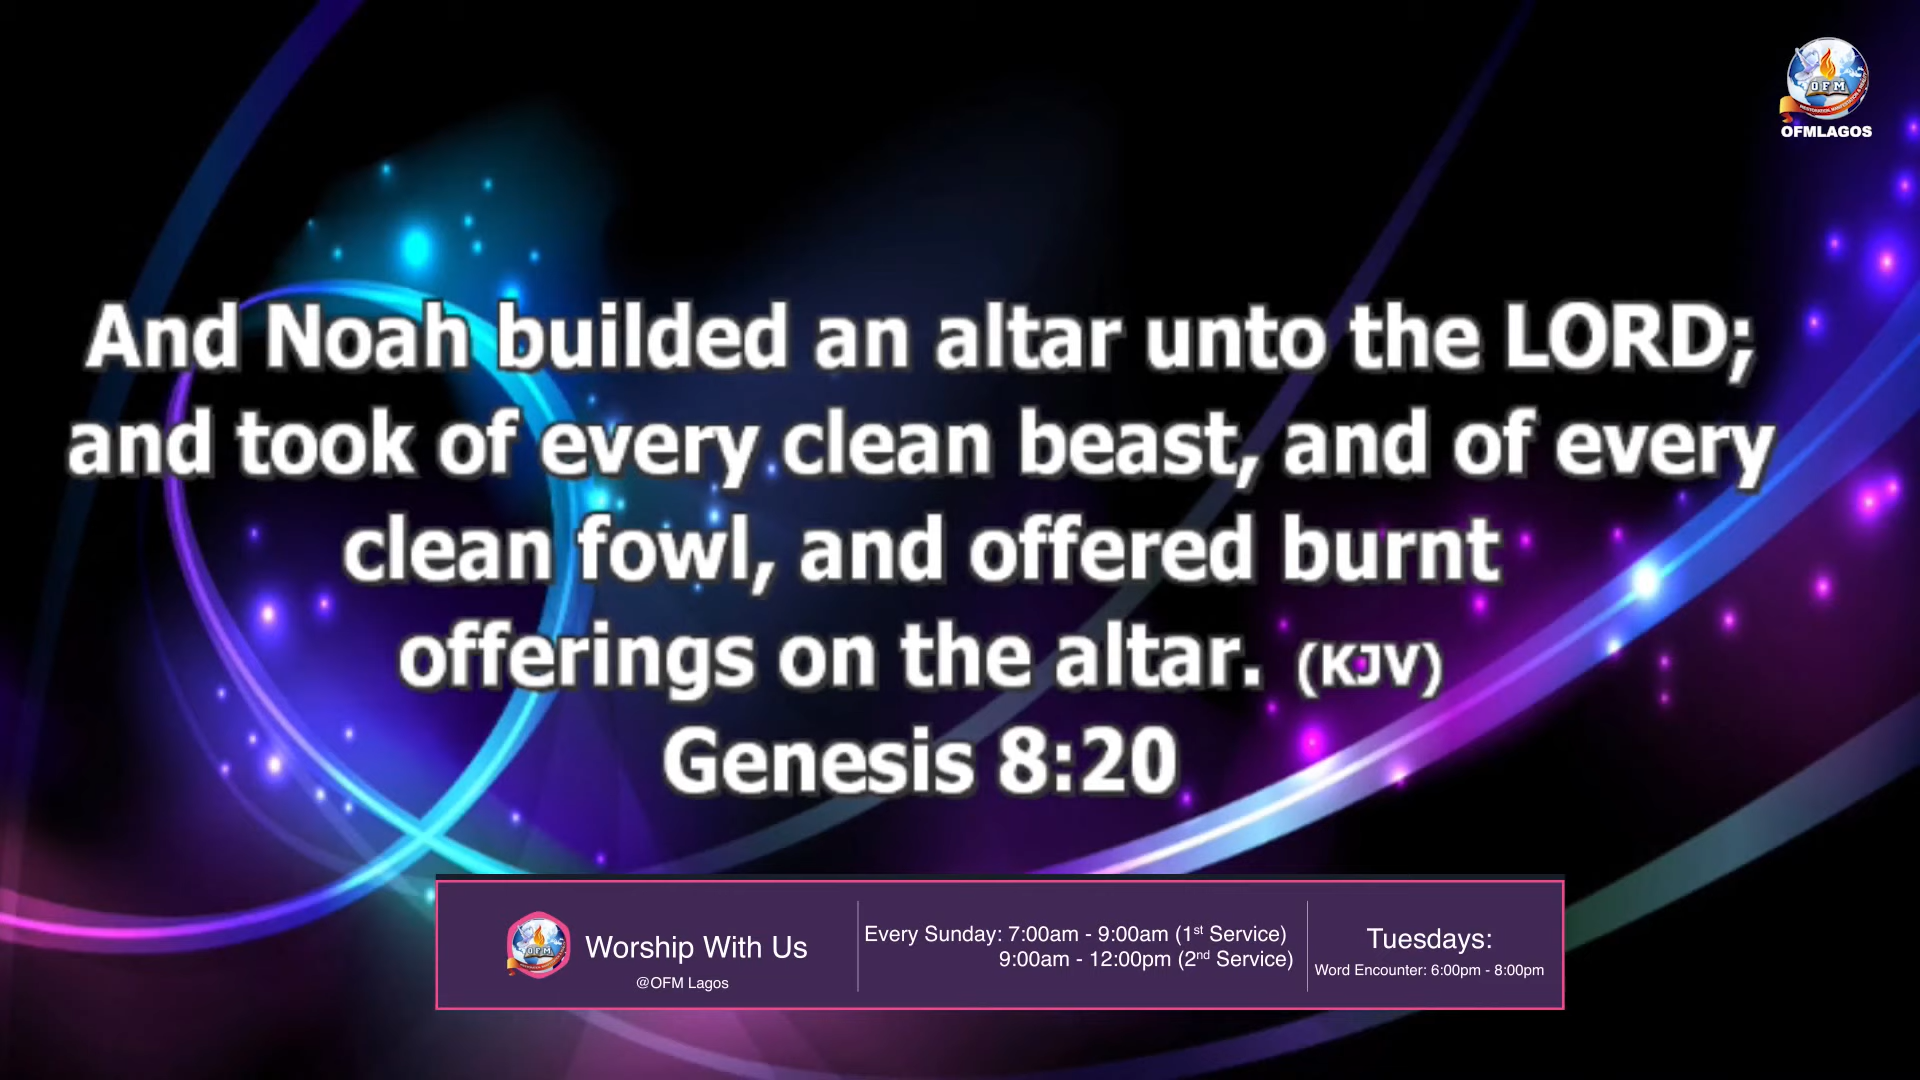 OFM
OFMLAGOS
And Noah builded an altar unto the LORD;
and took of every clean beast, and of every
clean fowl, and offered burnt
offerings on the altar. (KJV)
Genesis 8:20
OFM
Worship With Us
@OFM Lagos
Every Sunday: 7:00am - 9:00am (1st Service)
9:00am - 12:00pm (2nd Service)
Tuesdays:
Word Encounter: 6:00pm - 8:00pm